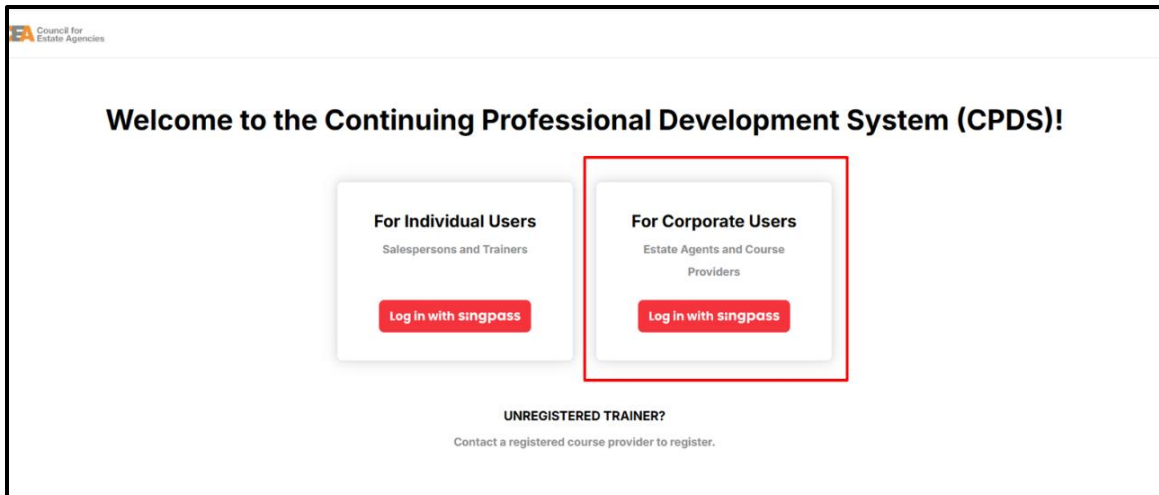 CEA Council for
Estate Agencies
Welcome to the Continuing Professional Development System (CPDS)!
For Individual Users
Salespersons and Trainers
Log in with singpass
For Corporate Users
Estate Agents and Course
Providers
Log in with singpass
UNREGISTERED TRAINER?
Contact a registered course provider to register.